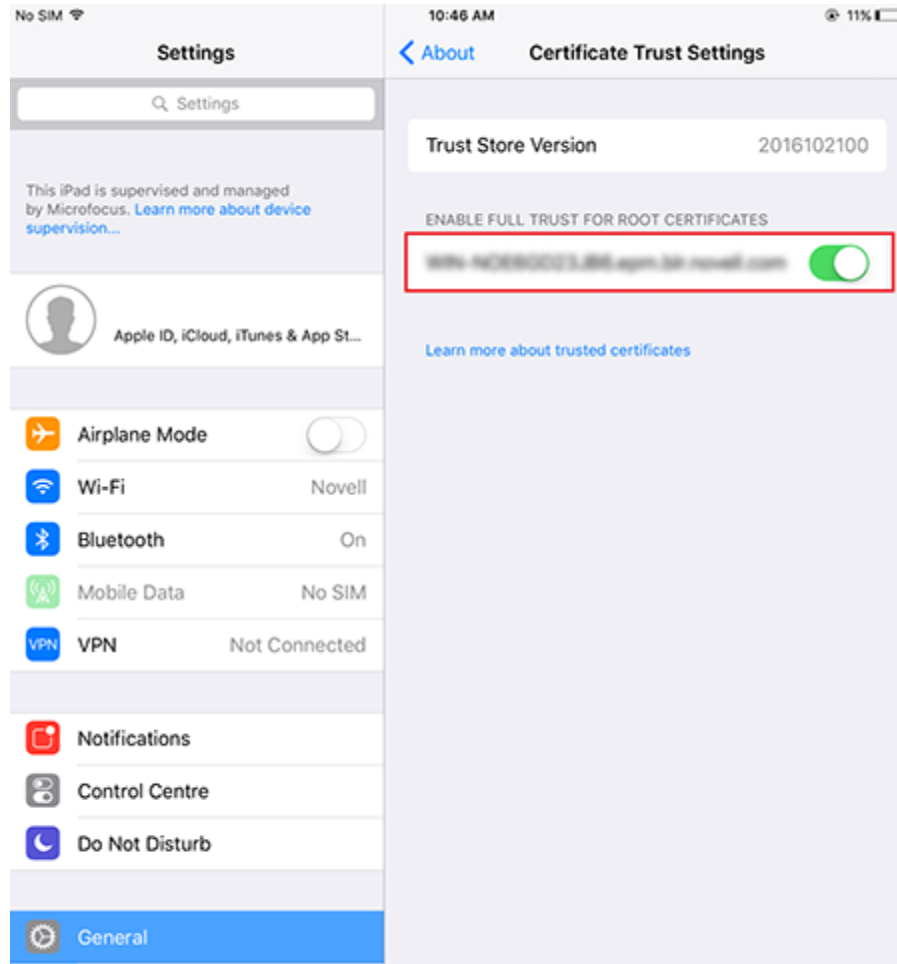 No SIM
10:46 AM
11%
Settings
Settings
This iPad is supervised and managed
by Microfocus. Learn more about device
supervision...
Apple ID, iCloud, iTunes & App St...
Airplane Mode
Wi-Fi Novell
Bluetooth On
Mobile Data No SIM
VPN VPN Not Connected
Notifications
Control Centre
Do Not Disturb
General
About Certificate Trust Settings
Trust Store Version 2016102100
ENABLE FULL TRUST FOR ROOT CERTIFICATES
Learn more about trusted certificates